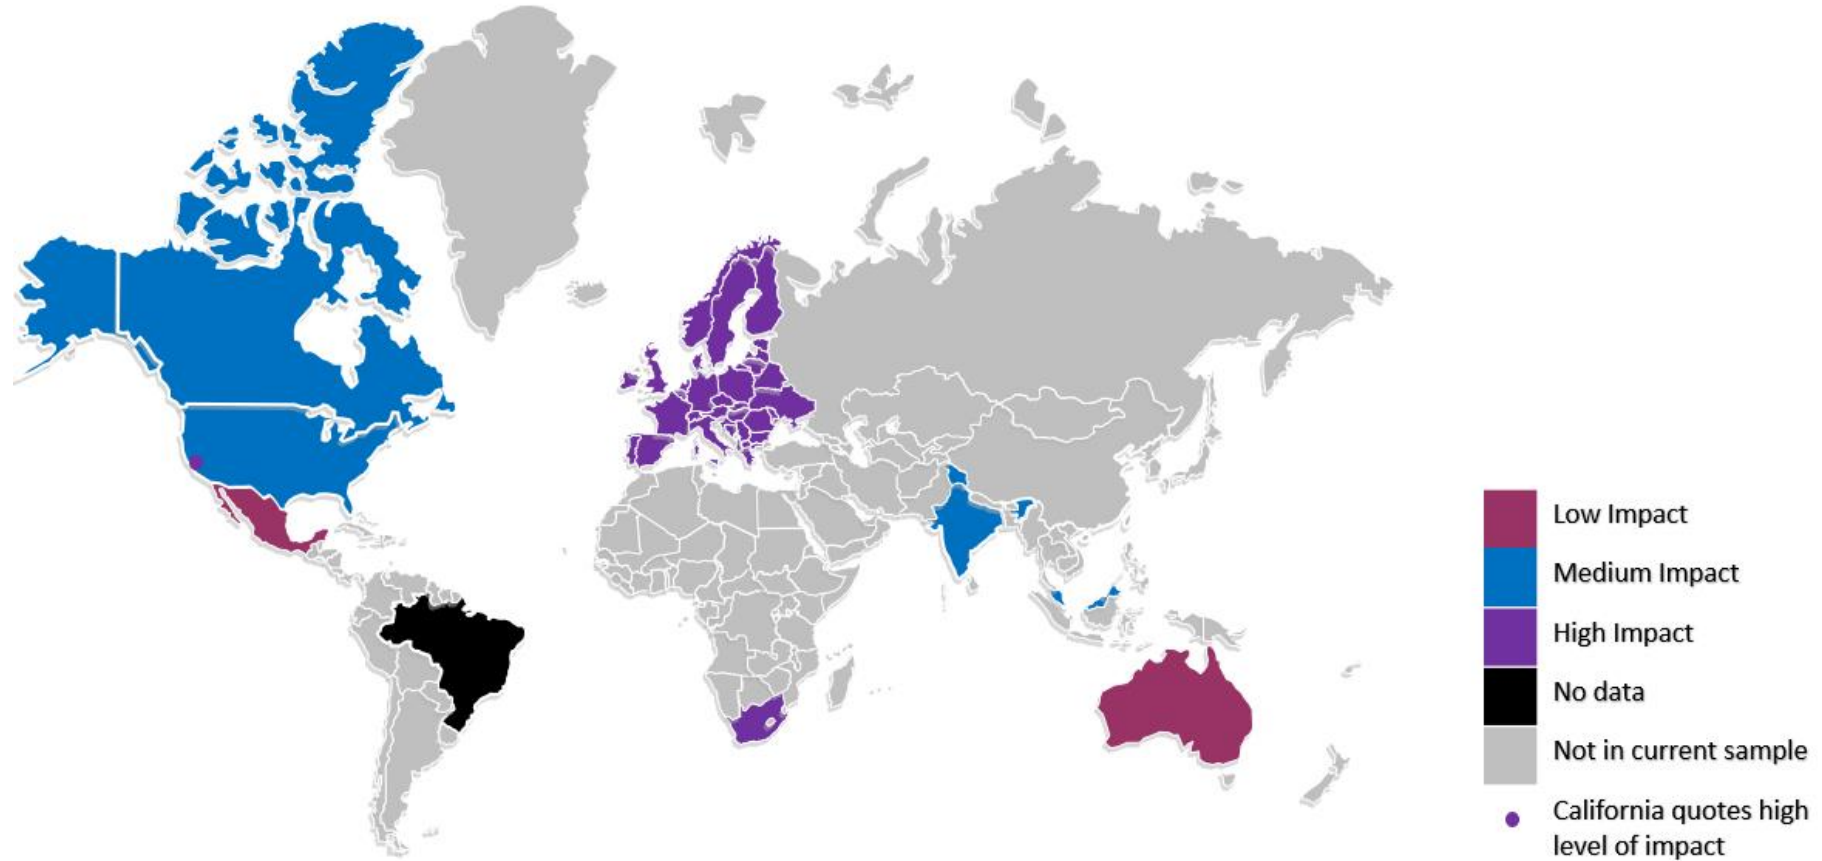 Low Impact
Medium Impact
High Impact
No data
Not in current sample
California quotes high
level of impact